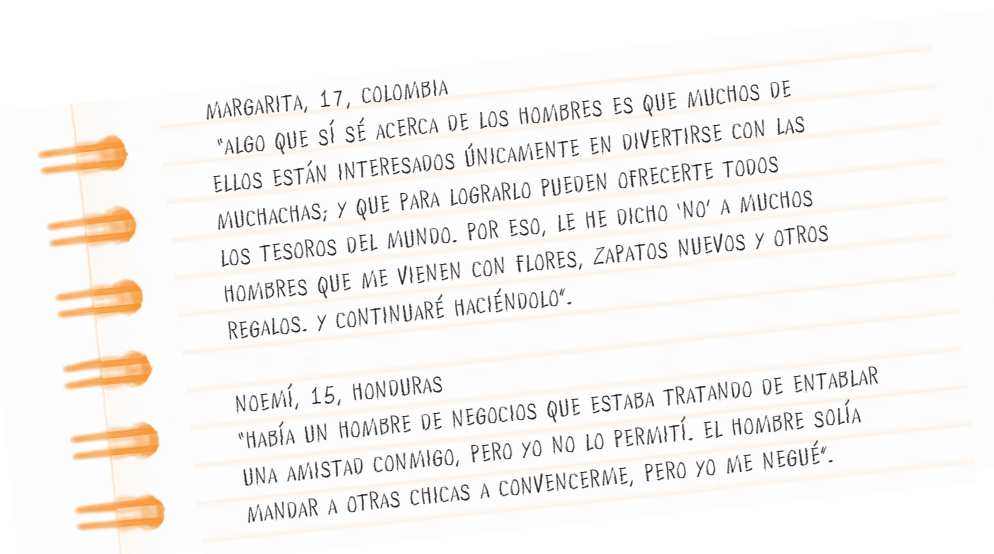 MARGARITA, 17, COLOMBIA
"ALGO QUE SÍ SÉ ACERCA DE LOS HOMBRES ES QUE MUCHOS DE
ELLOS ESTÁN INTERESADOS ÚNICAMENTE EN DIVERTIRSE CON LAS
MUCHACHAS; Y QUE PARA LOGRARLO PUEDEN OFRECERTE TODOS
LOS TESOROS DEL MUNDO. POR ESO, LE HE DICHO 'NO' A MUCHOS
HOMBRES QUE ME VIENEN CON FLORES, ZAPATOS NUEVOS Y OTROS
REGALOS. Y CONTINUARÉ HACIÉNDOLO".
NOEMÍ, 15, HONDURAS
"HABÍA UN HOMBRE DE NEGOCIOS QUE ESTABA TRATANDO DE ENTABLAR
UNA AMISTAD CONMIGO, PERO YO NO LO PERMITÍ. EL HOMBRE SOLÍA
MANDAR A OTRAS CHICAS A CONVENCERME, PERO YO ME NEGUÉ".